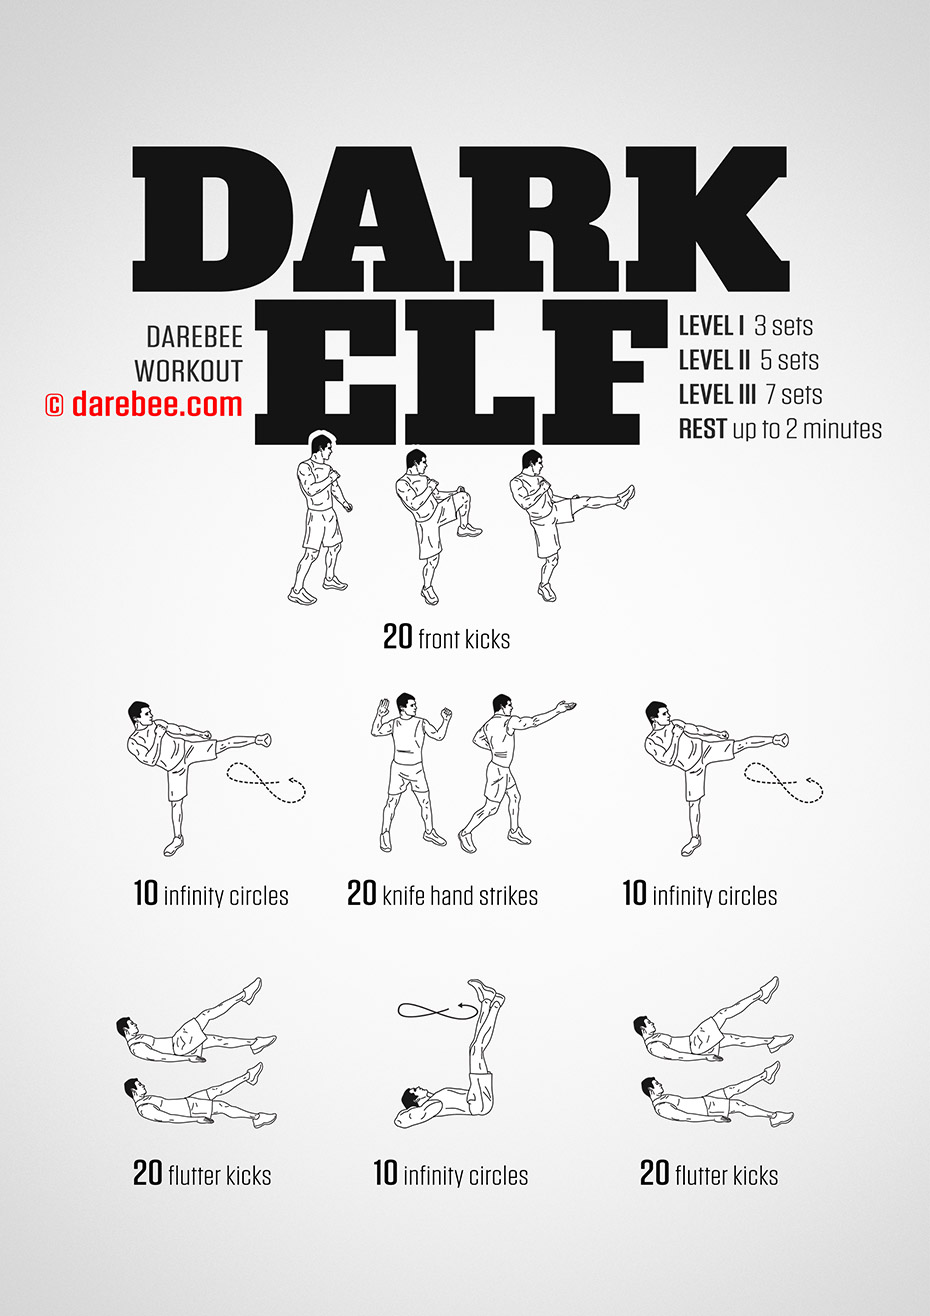 DARK
ELF
DAREBEE
WORKOUT
© darebee.com
LEVEL I 3 sets
LEVEL II 5 sets
LEVEL III 7 sets
REST up to 2 minutes
20 front kicks
10 infinity circles
20 knife hand strikes
10 infinity circles
20 flutter kicks
10 infinity circles
20 flutter kicks